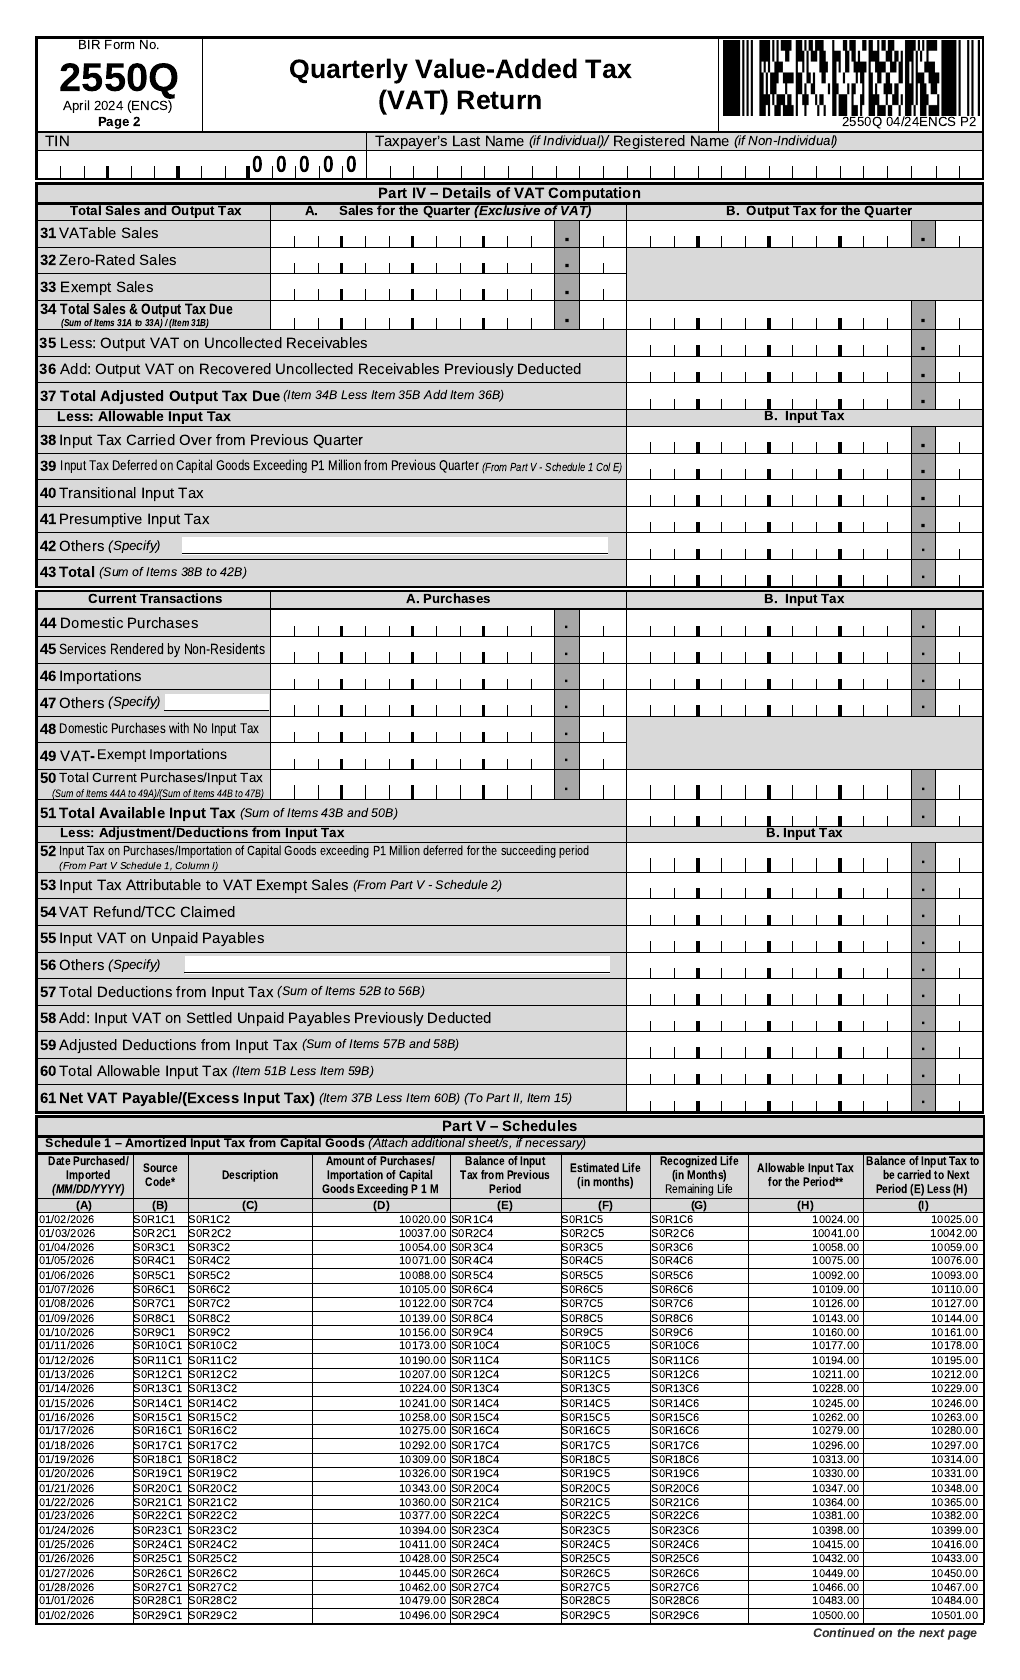 BIR Form No.
2550Q
April 2024 (ENCS)
Page 2
Quarterly Value-Added Tax
(VAT) Return
2550Q 04/24ENCS P2
TIN Taxpayer's Last Name (if Individual)/ Registered Name (if Non-Individual)
0 0 0 0 0
Part IV – Details of VAT Computation
Total Sales and Output Tax A. Sales for the Quarter (Exclusive of VAT) B. Output Tax for the Quarter
31 VATable Sales . .
32 Zero-Rated Sales .
33 Exempt Sales .
34 Total Sales & Output Tax Due . .
(Sum of Items 31A to 33A) / (Item 31B)
35 Less: Output VAT on Uncollected Receivables .
36 Add: Output VAT on Recovered Uncollected Receivables Previously Deducted .
37 Total Adjusted Output Tax Due (Item 34B Less Item 35B Add Item 36B) .
Less: Allowable Input Tax B. Input Tax
38 Input Tax Carried Over from Previous Quarter .
39 Input Tax Deferred on Capital Goods Exceeding P1 Million from Previous Quarter (From Part V - Schedule 1 Col E) .
40 Transitional Input Tax .
41 Presumptive Input Tax .
42 Others (Specify) .
43 Total (Sum of Items 38B to 42B) .
Current Transactions A. Purchases B. Input Tax
44 Domestic Purchases . .
45 Services Rendered by Non-Residents . .
46 Importations . .
47 Others (Specify) . .
48 Domestic Purchases with No Input Tax .
49 VAT-Exempt Importations .
50 Total Current Purchases/Input Tax . .
(Sum of Items 44A to 49A)/(Sum of Items 44B to 47B)
51 Total Available Input Tax (Sum of Items 43B and 50B) .
Less: Adjustment/Deductions from Input Tax B. Input Tax
52 Input Tax on Purchases/Importation of Capital Goods exceeding P1 Million deferred for the succeeding period .
(From Part V Schedule 1, Column I)
53 Input Tax Attributable to VAT Exempt Sales (From Part V - Schedule 2) .
54 VAT Refund/TCC Claimed .
55 Input VAT on Unpaid Payables .
56 Others (Specify) .
57 Total Deductions from Input Tax (Sum of Items 52B to 56B) .
58 Add: Input VAT on Settled Unpaid Payables Previously Deducted .
59 Adjusted Deductions from Input Tax (Sum of Items 57B and 58B) .
60 Total Allowable Input Tax (Item 51B Less Item 59B) .
61 Net VAT Payable/(Excess Input Tax) (Item 37B Less Item 60B) (To Part II, Item 15) .
Part V – Schedules
Schedule 1 – Amortized Input Tax from Capital Goods (Attach additional sheet/s, if necessary)
Date Purchased/ Imported (MM/DD/YYYY) Source Code* Description Amount of Purchases/ Importation of Capital Goods Exceeding P 1 M Balance of Input Tax from Previous Period Estimated Life (in months) Recognized Life (in Months) Remaining Life Allowable Input Tax for the Period** Balance of Input Tax to be carried to Next Period (E) Less (H)
(A) (B) (C) (D) (E) (F) (G) (H) (I)
01/02/2026 S0R1C1 S0R1C2 10020.00 S0R1C4 S0R1C5 S0R1C6 10024.00 10025.00
01/03/2026 S0R2C1 S0R2C2 10037.00 S0R2C4 S0R2C5 S0R2C6 10041.00 10042.00
01/04/2026 S0R3C1 S0R3C2 10054.00 S0R3C4 S0R3C5 S0R3C6 10058.00 10059.00
01/05/2026 S0R4C1 S0R4C2 10071.00 S0R4C4 S0R4C5 S0R4C6 10075.00 10076.00
01/06/2026 S0R5C1 S0R5C2 10088.00 S0R5C4 S0R5C5 S0R5C6 10092.00 10093.00
01/07/2026 S0R6C1 S0R6C2 10105.00 S0R6C4 S0R6C5 S0R6C6 10109.00 10110.00
01/08/2026 S0R7C1 S0R7C2 10122.00 S0R7C4 S0R7C5 S0R7C6 10126.00 10127.00
01/09/2026 S0R8C1 S0R8C2 10139.00 S0R8C4 S0R8C5 S0R8C6 10143.00 10144.00
01/10/2026 S0R9C1 S0R9C2 10156.00 S0R9C4 S0R9C5 S0R9C6 10160.00 10161.00
01/11/2026 S0R10C1 S0R10C2 10173.00 S0R10C4 S0R10C5 S0R10C6 10177.00 10178.00
01/12/2026 S0R11C1 S0R11C2 10190.00 S0R11C4 S0R11C5 S0R11C6 10194.00 10195.00
01/13/2026 S0R12C1 S0R12C2 10207.00 S0R12C4 S0R12C5 S0R12C6 10211.00 10212.00
01/14/2026 S0R13C1 S0R13C2 10224.00 S0R13C4 S0R13C5 S0R13C6 10228.00 10229.00
01/15/2026 S0R14C1 S0R14C2 10241.00 S0R14C4 S0R14C5 S0R14C6 10245.00 10246.00
01/16/2026 S0R15C1 S0R15C2 10258.00 S0R15C4 S0R15C5 S0R15C6 10262.00 10263.00
01/17/2026 S0R16C1 S0R16C2 10275.00 S0R16C4 S0R16C5 S0R16C6 10279.00 10280.00
01/18/2026 S0R17C1 S0R17C2 10292.00 S0R17C4 S0R17C5 S0R17C6 10296.00 10297.00
01/19/2026 S0R18C1 S0R18C2 10309.00 S0R18C4 S0R18C5 S0R18C6 10313.00 10314.00
01/20/2026 S0R19C1 S0R19C2 10326.00 S0R19C4 S0R19C5 S0R19C6 10330.00 10331.00
01/21/2026 S0R20C1 S0R20C2 10343.00 S0R20C4 S0R20C5 S0R20C6 10347.00 10348.00
01/22/2026 S0R21C1 S0R21C2 10360.00 S0R21C4 S0R21C5 S0R21C6 10364.00 10365.00
01/23/2026 S0R22C1 S0R22C2 10377.00 S0R22C4 S0R22C5 S0R22C6 10381.00 10382.00
01/24/2026 S0R23C1 S0R23C2 10394.00 S0R23C4 S0R23C5 S0R23C6 10398.00 10399.00
01/25/2026 S0R24C1 S0R24C2 10411.00 S0R24C4 S0R24C5 S0R24C6 10415.00 10416.00
01/26/2026 S0R25C1 S0R25C2 10428.00 S0R25C4 S0R25C5 S0R25C6 10432.00 10433.00
01/27/2026 S0R26C1 S0R26C2 10445.00 S0R26C4 S0R26C5 S0R26C6 10449.00 10450.00
01/28/2026 S0R27C1 S0R27C2 10462.00 S0R27C4 S0R27C5 S0R27C6 10466.00 10467.00
01/01/2026 S0R28C1 S0R28C2 10479.00 S0R28C4 S0R28C5 S0R28C6 10483.00 10484.00
01/02/2026 S0R29C1 S0R29C2 10496.00 S0R29C4 S0R29C5 S0R29C6 10500.00 10501.00
Continued on the next page